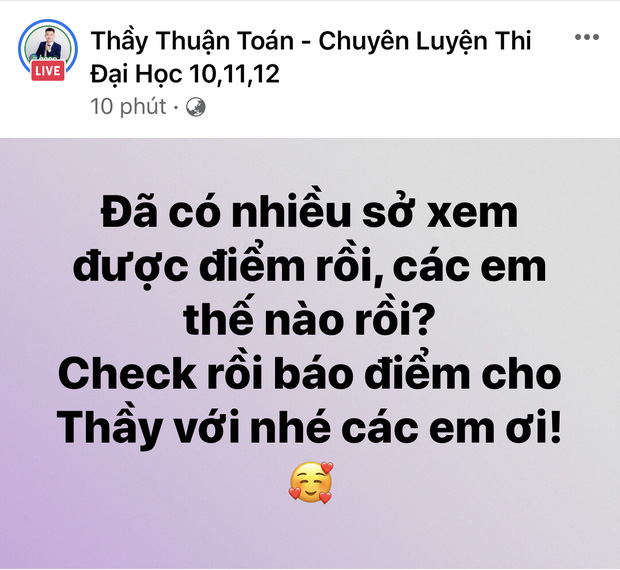 Thầy Thuận Toán - Chuyên Luyện Thi
Đại Học 10,11,12
LIVE
10 phút ·
Đã có nhiều sở xem
được điểm rồi, các em
thế nào rồi?
Check rồi báo điểm cho
Thầy với nhé các em ơi!